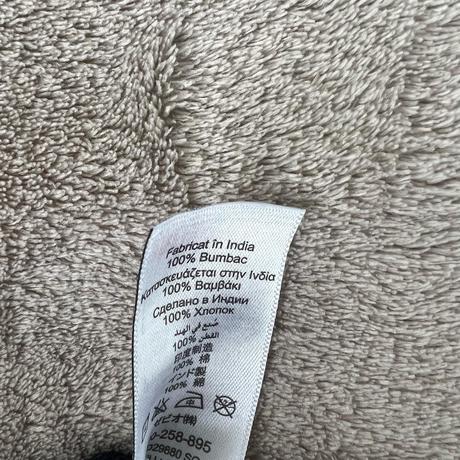 Fabricat în India
100% Bumbac
Κατασκευάζεται στην Ινδία
100% Βαμβάκι
Сделано в Индии
100% Хлопок
صنع في الهند
100% القطن
印度制造
100% 棉
インド製
100% 綿
258-895